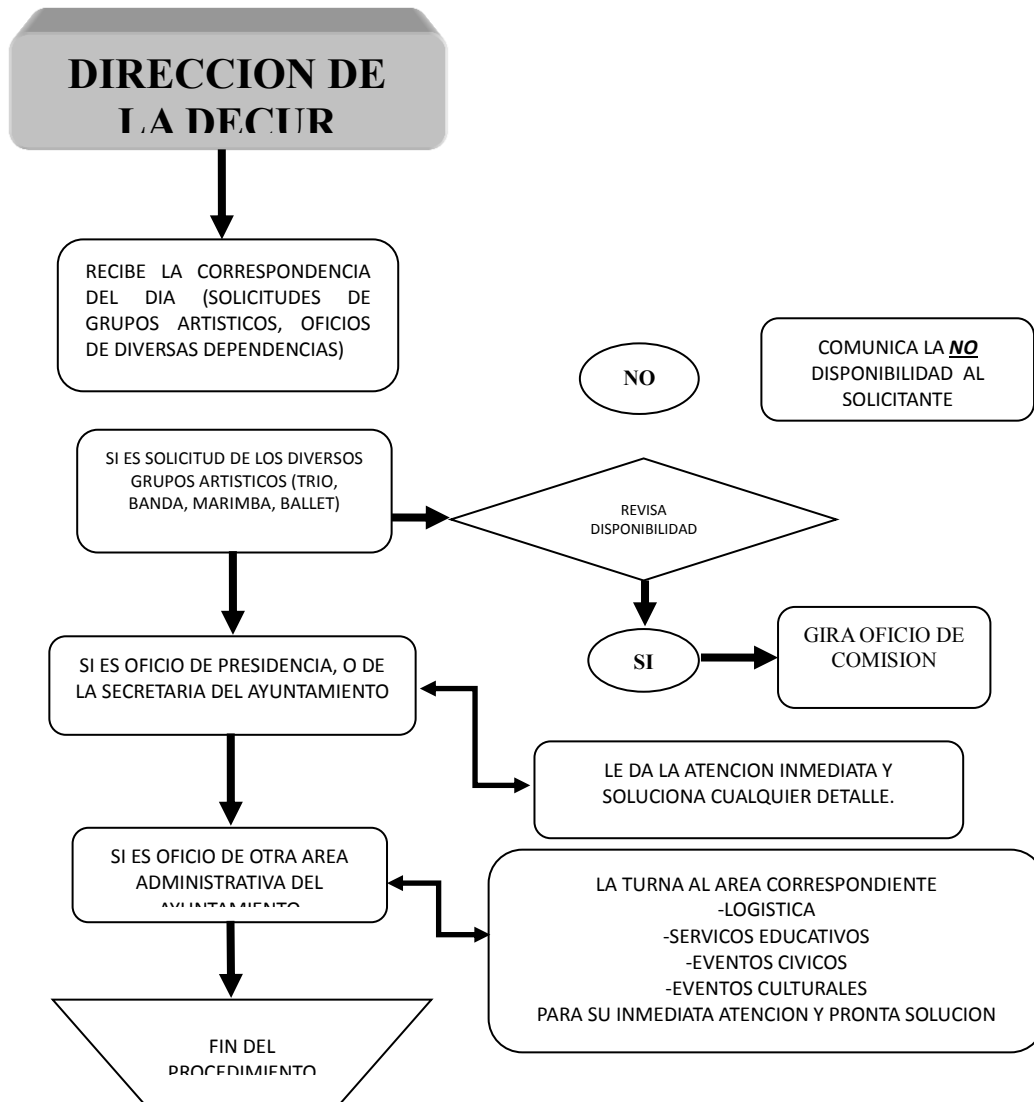 DIRECCION DE
LA DECUR
RECIBE LA CORRESPONDENCIA
DEL DIA (SOLICITUDES DE
GRUPOS ARTISTICOS, OFICIOS
DE DIVERSAS DEPENDENCIAS)
NO
COMUNICA LA NO
DISPONIBILIDAD AL
SOLICITANTE
SI ES SOLICITUD DE LOS DIVERSOS
GRUPOS ARTISTICOS (TRIO,
BANDA, MARIMBA, BALLET)
REVISA
DISPONIBILIDAD
SI
GIRA OFICIO DE
COMISION
SI ES OFICIO DE PRESIDENCIA, O DE
LA SECRETARIA DEL AYUNTAMIENTO
LE DA LA ATENCION INMEDIATA Y
SOLUCIONA CUALQUIER DETALLE.
SI ES OFICIO DE OTRA AREA
ADMINISTRATIVA DEL
AYUNTAMIENTO
LA TURNA AL AREA CORRESPONDIENTE
-LOGISTICA
-SERVICOS EDUCATIVOS
-EVENTOS CIVICOS
-EVENTOS CULTURALES
PARA SU INMEDIATA ATENCION Y PRONTA SOLUCION
FIN DEL
PROCEDIMIENTO